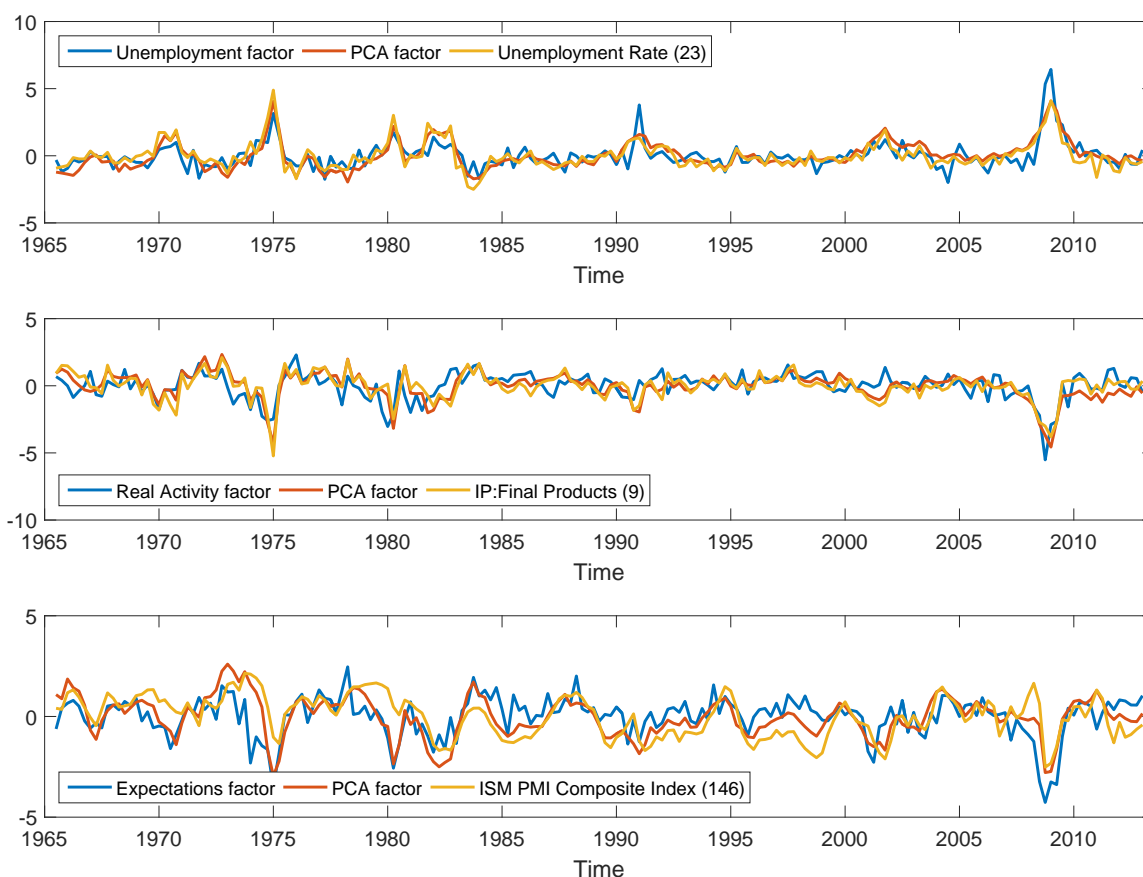 10
Unemployment factor PCA factor Unemployment Rate (23)
5
0
-5
1965 1970 1975 1980 1985 1990 1995 2000 2005 2010
Time
5
0
-5
Real Activity factor PCA factor IP:Final Products (9)
-10
1965 1970 1975 1980 1985 1990 1995 2000 2005 2010
Time
5
0
Expectations factor PCA factor ISM PMI Composite Index (146)
-5
1965 1970 1975 1980 1985 1990 1995 2000 2005 2010
Time